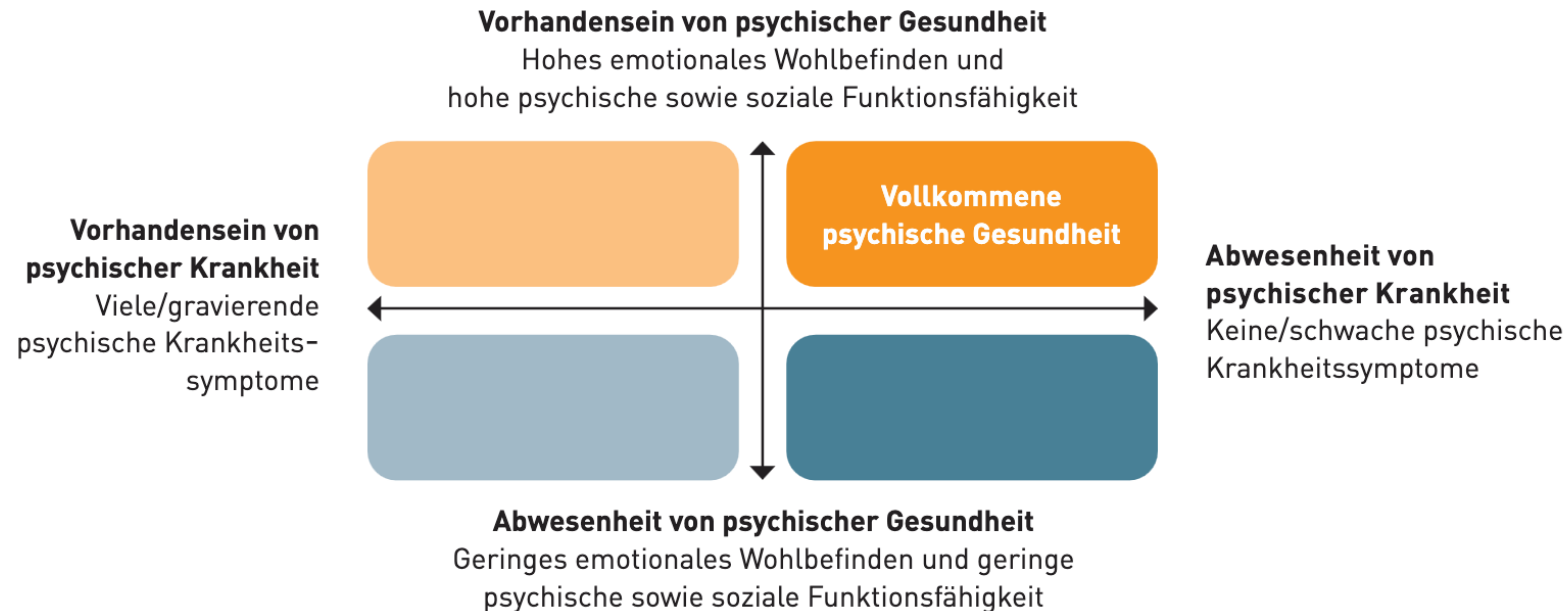 Vorhandensein von psychischer Gesundheit
Hohes emotionales Wohlbefinden und
hohe psychische sowie soziale Funktionsfähigkeit
Vollkommene
psychische Gesundheit
Vorhandensein von
psychischer Krankheit
Viele/gravierende
psychische Krankheits-
symptome
Abwesenheit von
psychischer Krankheit
Keine/schwache psychische
Krankheitssymptome
Abwesenheit von psychischer Gesundheit
Geringes emotionales Wohlbefinden und geringe
psychische sowie soziale Funktionsfähigkeit